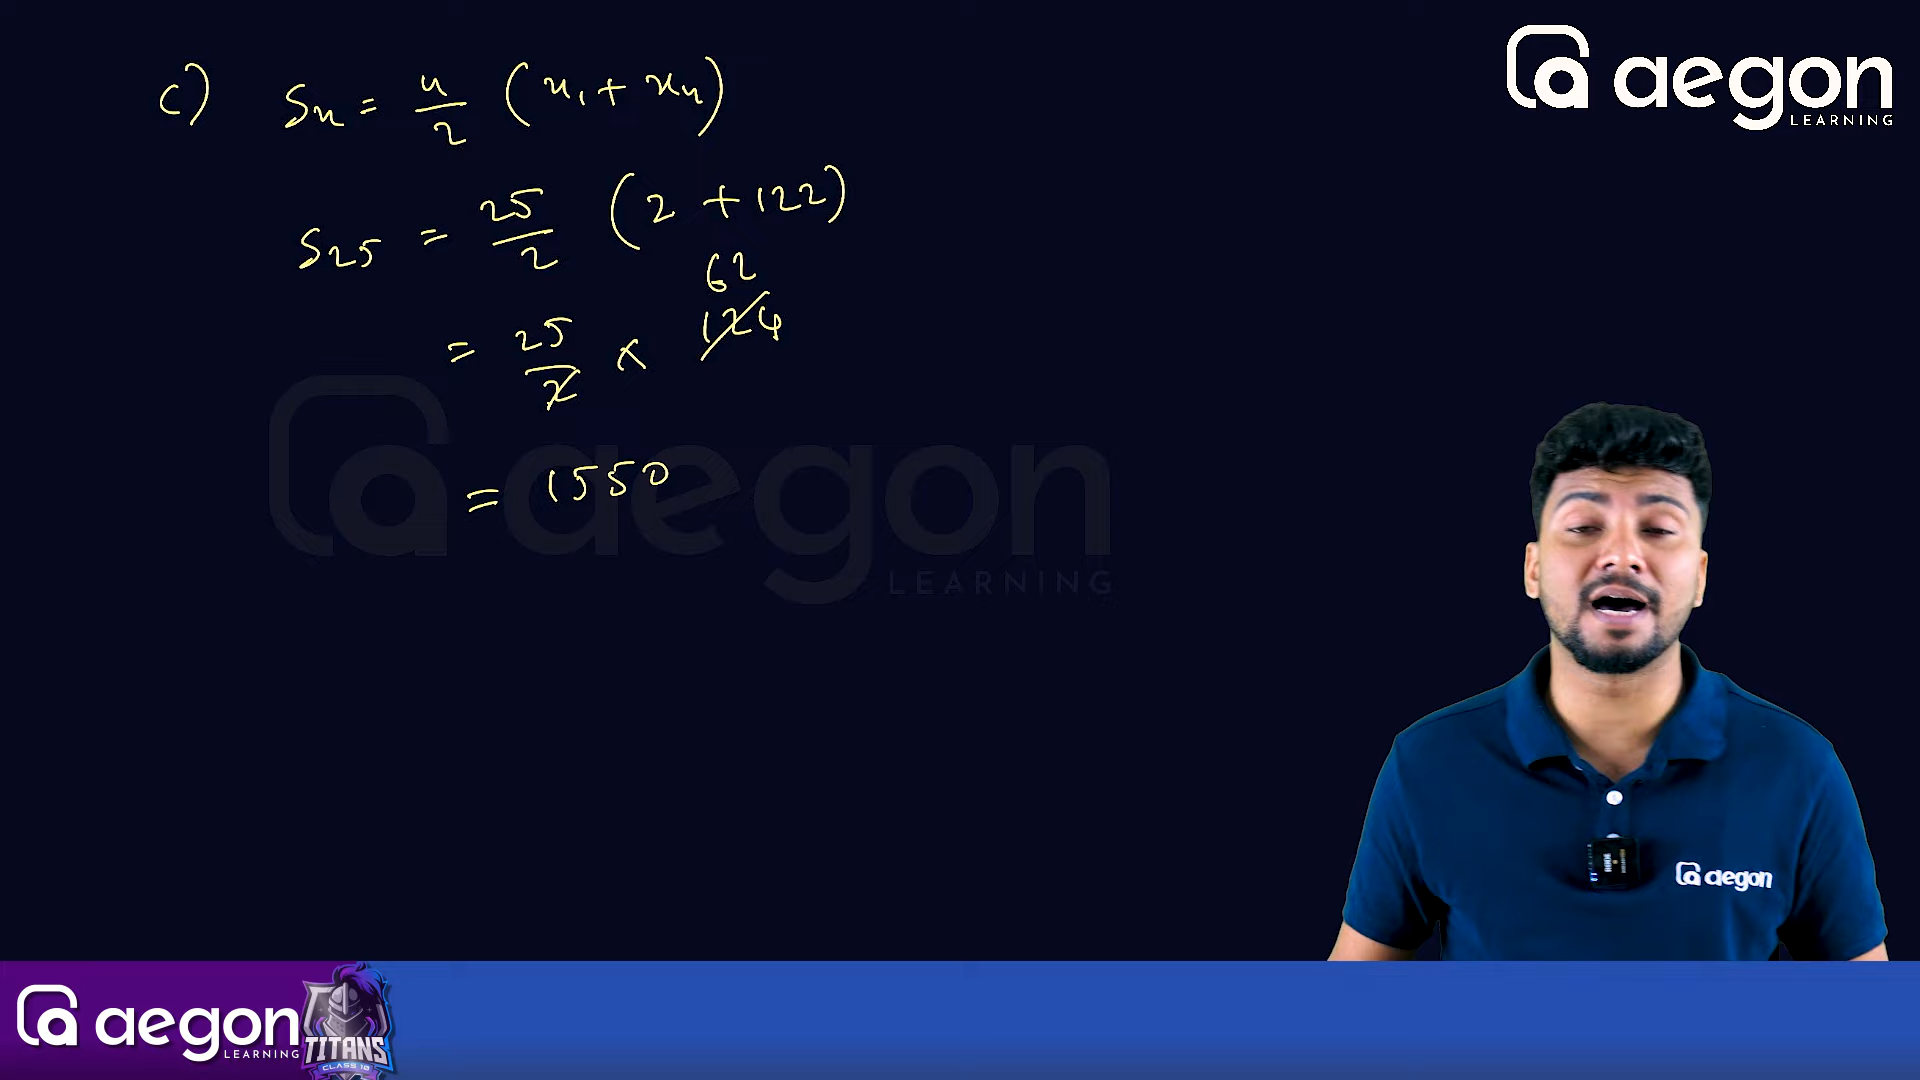 c) Sn = n/2 (x₁ + xn)
S25 = 25/2 (2 + 122)
62
= 25/2 × 124
= 1550
aegon
LEARNING
aegon
LEARNING
aegon
aegon
LEARNING
TITANS
CLASS 10